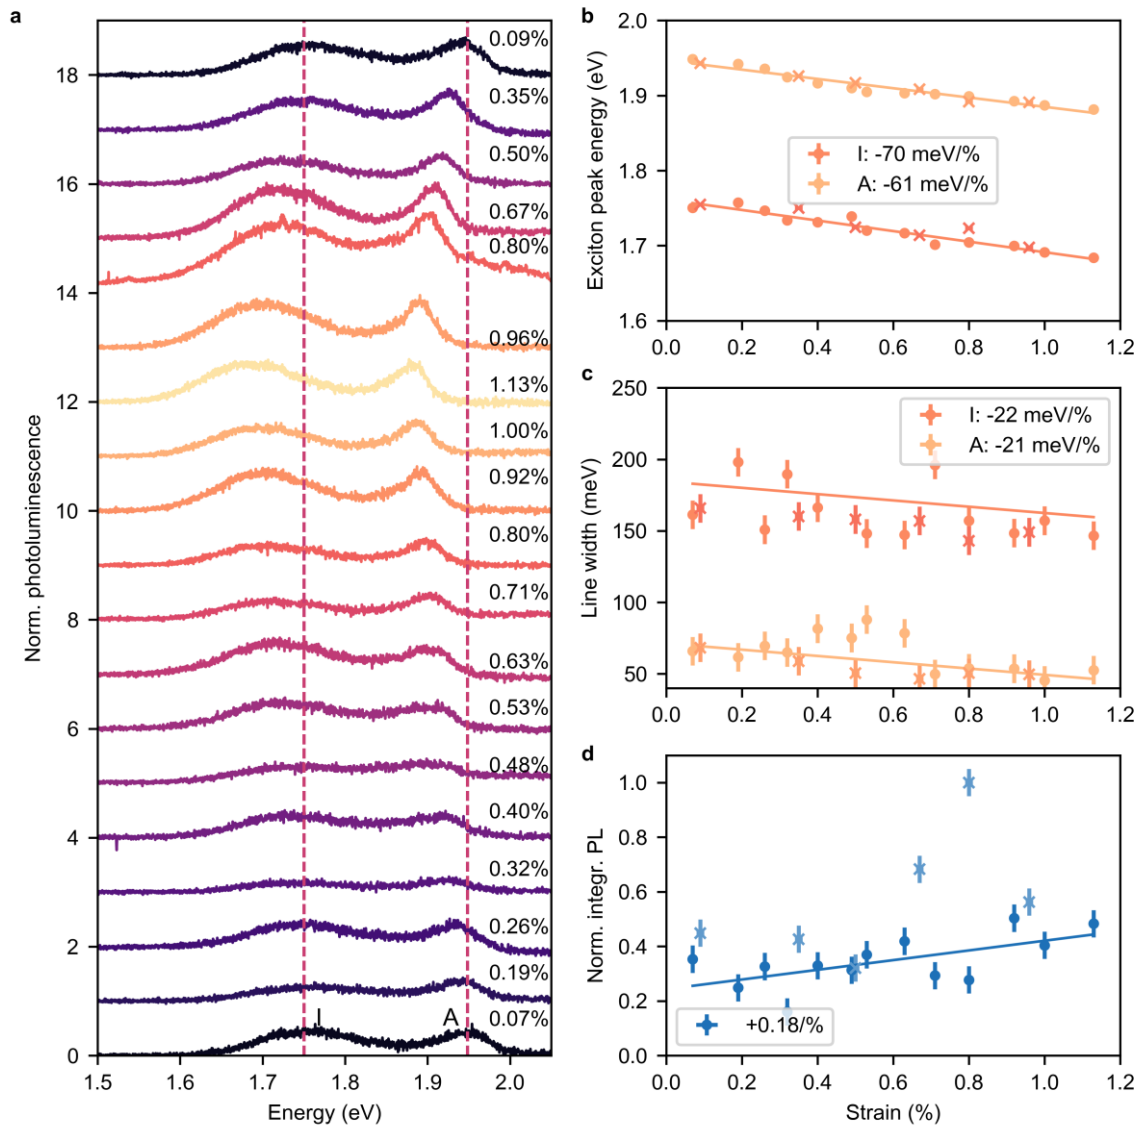 a
Norm. photoluminescence
18
16
14
12
10
8
6
4
2
0
0.09%
0.35%
0.50%
0.67%
0.80%
0.96%
1.13%
1.00%
0.92%
0.80%
0.71%
0.63%
0.53%
0.48%
0.40%
0.32%
0.26%
0.19%
0.07%
I A
1.5 1.6 1.7 1.8 1.9 2.0
Energy (eV)
b
Exciton peak energy (eV)
2.0
1.9
1.8
1.7
1.6
I: -70 meV/%
A: -61 meV/%
0.0 0.2 0.4 0.6 0.8 1.0 1.2
c
Line width (meV)
250
200
150
100
50
I: -22 meV/%
A: -21 meV/%
0.0 0.2 0.4 0.6 0.8 1.0 1.2
d
Norm. integr. PL
1.0
0.8
0.6
0.4
0.2
0.0
+0.18/%
0.0 0.2 0.4 0.6 0.8 1.0 1.2
Strain (%)